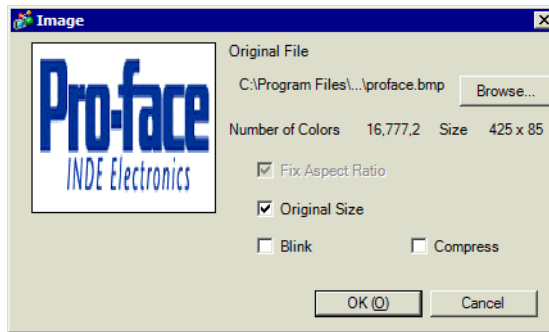 Image
Original File
C:\Program Files\...\proface.bmp
Browse...
Number of Colors 16,777,2 Size 425 x 85
Pro-face
INDE Electronics
Fix Aspect Ratio
Original Size
Blink
Compress
OK (O)
Cancel